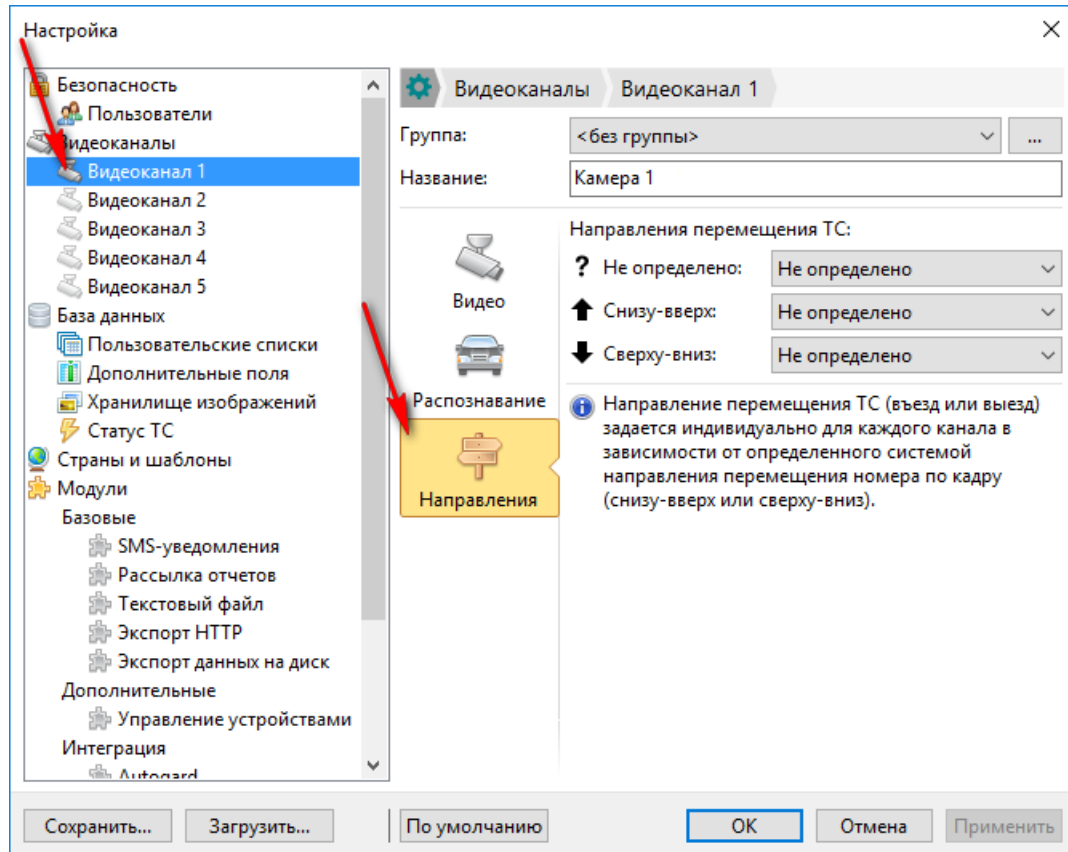 Настройка
Безопасность
Пользователи
Видеоканалы
Видеоканал 1
Видеоканал 2
Видеоканал 3
Видеоканал 4
Видеоканал 5
База данных
Пользовательские списки
Дополнительные поля
Хранилище изображений
Статус ТС
Страны и шаблоны
Модули
Базовые
SMS-уведомления
Рассылка отчетов
Текстовый файл
Экспорт HTTP
Экспорт данных на диск
Дополнительные
Управление устройствами
Интеграция
Autogard
Видеоканалы Видеоканал 1
Группа: <без группы> ...
Название: Камера 1
Видео
Распознавание
Направления
Направления перемещения ТС:
? Не определено: Не определено
Снизу-вверх: Не определено
Сверху-вниз: Не определено
Направление перемещения ТС (въезд или выезд)
задается индивидуально для каждого канала в
зависимости от определенного системой
направления перемещения номера по кадру
(снизу-вверх или сверху-вниз).
Сохранить... Загрузить... По умолчанию OK Отмена Применить